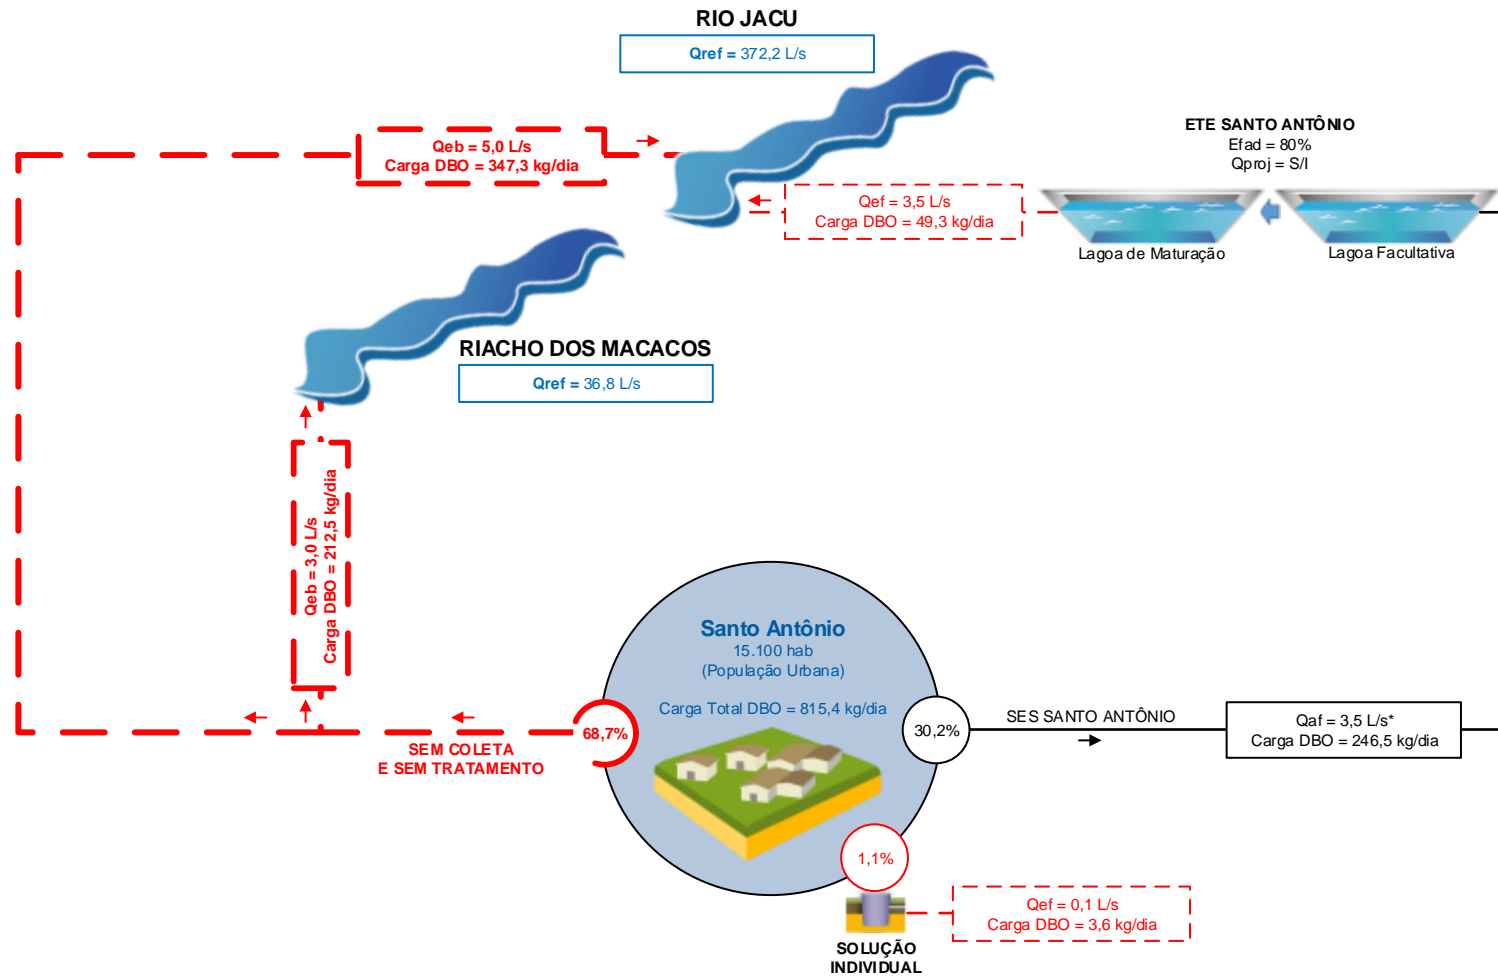 RIO JACU
Qref = 372,2 L/s
Qeb = 5,0 L/s
Carga DBO = 347,3 kg/dia
ETE SANTO ANTÔNIO
Efad = 80%
Qproj = S/I
Qef = 3,5 L/s
Carga DBO = 49,3 kg/dia
Lagoa de Maturação
Lagoa Facultativa
RIACHO DOS MACACOS
Qref = 36,8 L/s
Qeb = 3,0 L/s
Carga DBO = 212,5 kg/dia
Santo Antônio
15.100 hab
(População Urbana)
Carga Total DBO = 815,4 kg/dia
68,7%
SEM COLETA
E SEM TRATAMENTO
30,2%
SES SANTO ANTÔNIO
Qaf = 3,5 L/s*
Carga DBO = 246,5 kg/dia
1,1%
Qef = 0,1 L/s
Carga DBO = 3,6 kg/dia
SOLUÇÃO
INDIVIDUAL